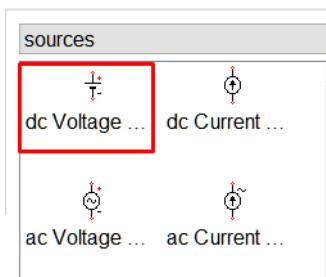 sources
dc Voltage ...
dc Current ...
ac Voltage ...
ac Current ...